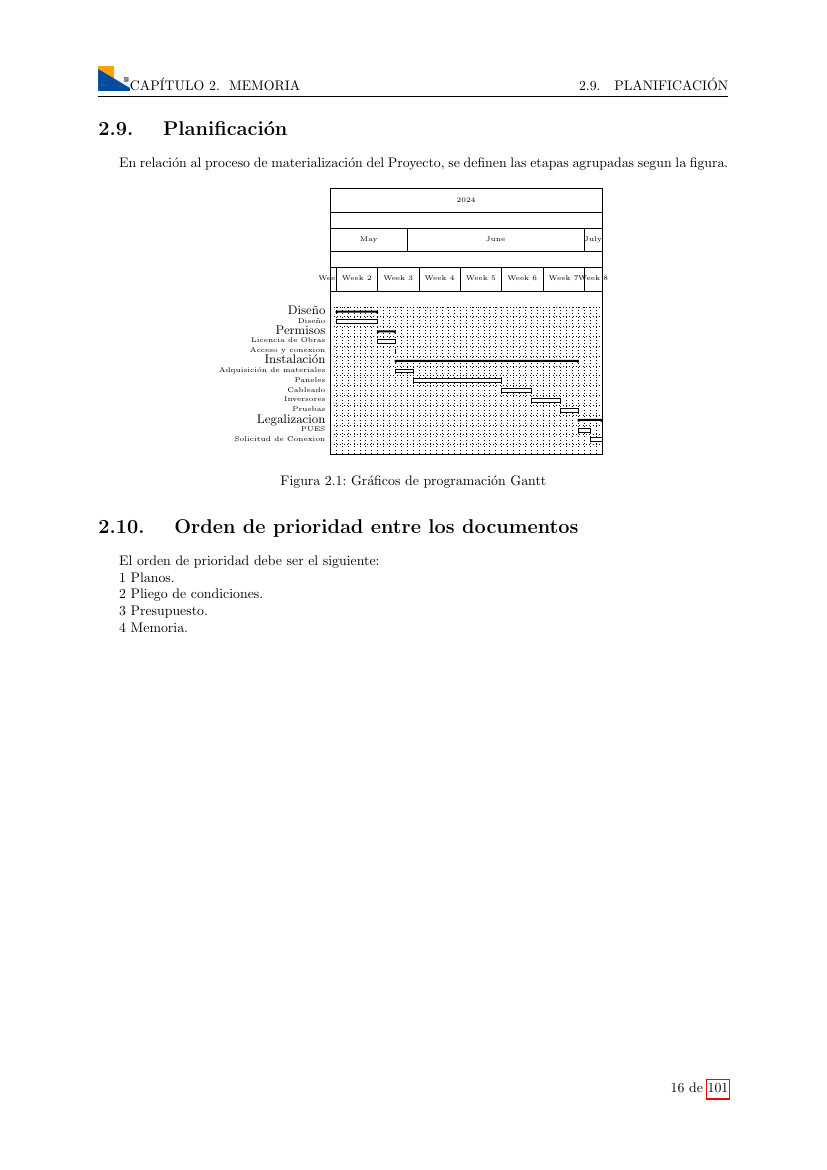 CAPÍTULO 2. MEMORIA 2.9. PLANIFICACIÓN
2.9. Planificación
En relación al proceso de materialización del Proyecto, se definen las etapas agrupadas segun la figura.
2024
May June July
Wee Week 2 Week 3 Week 4 Week 5 Week 6 Week 7 Week 8
Diseño
Diseño
Permisos
Licencia de Obras
Acceso y conexion
Instalación
Adquisición de materiales
Paneles
Cableado
Inversores
Pruebas
Legalizacion
PUES
Solicitud de Conexion
Figura 2.1: Gráficos de programación Gantt
2.10. Orden de prioridad entre los documentos
El orden de prioridad debe ser el siguiente:
1 Planos.
2 Pliego de condiciones.
3 Presupuesto.
4 Memoria.
16 de 101